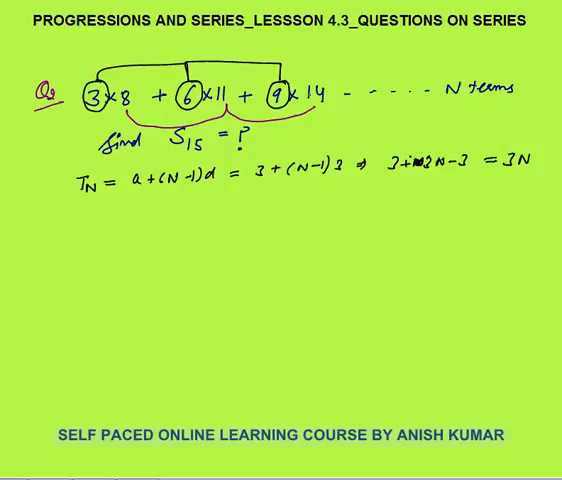 PROGRESSIONS AND SERIES_LESSSON 4.3_QUESTIONS ON SERIES
Q2 3×8 + 6×11 + 9×14 - - - - - - N terms
find S15 = ?
TN = a+(N-1)d = 3+(N-1)3 ⇒ 3+3N-3 = 3N
SELF PACED ONLINE LEARNING COURSE BY ANISH KUMAR